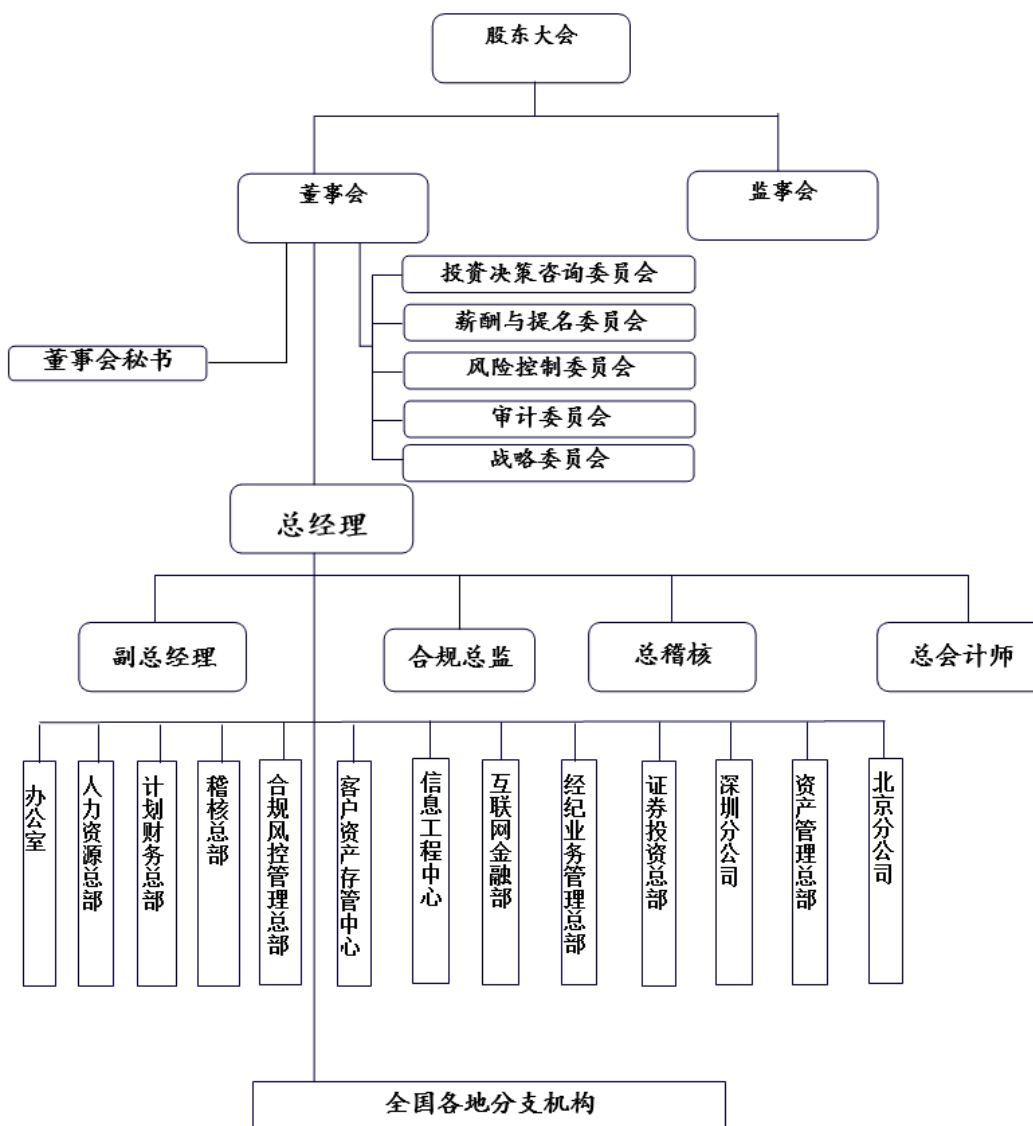 股东大会
董事会
监事会
投资决策咨询委员会
薪酬与提名委员会
董事会秘书
风险控制委员会
审计委员会
战略委员会
总经理
副总经理
合规总监
总稽核
总会计师
办公室
人力资源总部
计划财务总部
稽核总部
合规风控管理总部
客户资产存管中心
信息工程中心
互联网金融部
经纪业务管理总部
证券投资总部
深圳分公司
资产管理总部
北京分公司
全国各地分支机构